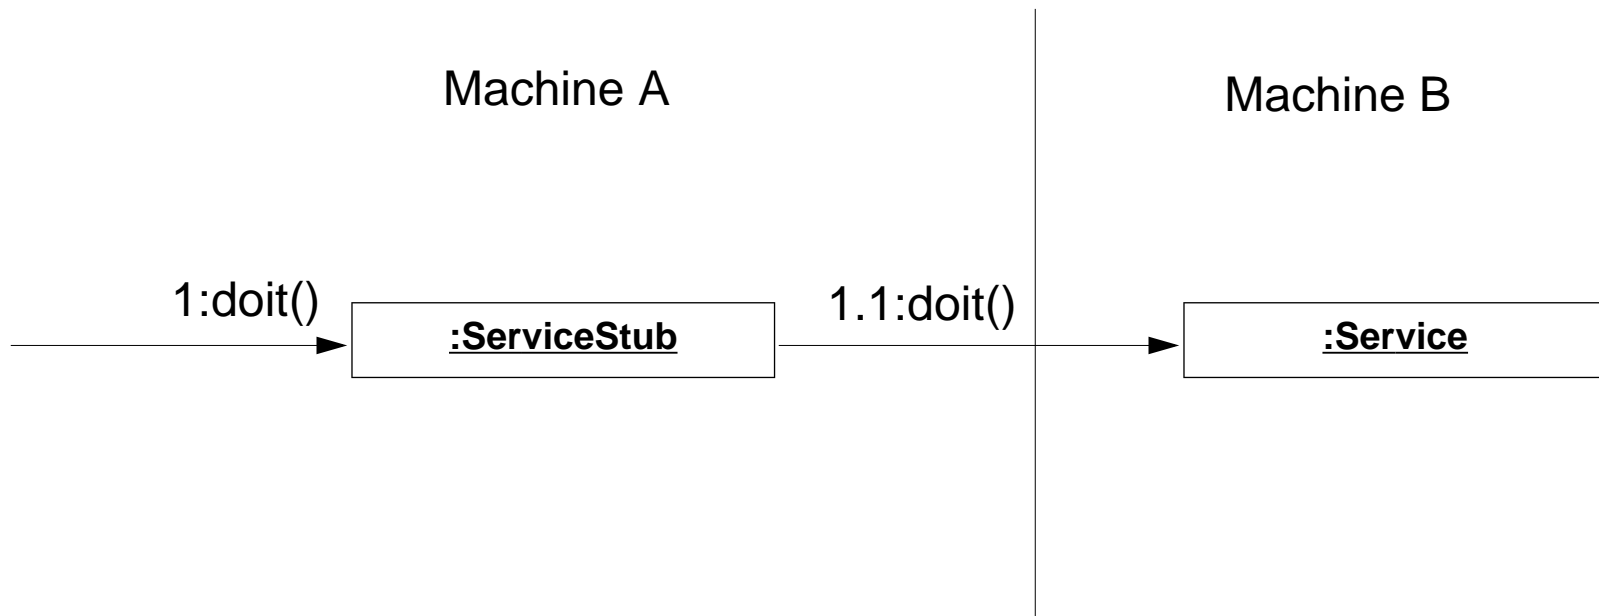 Machine A
Machine B
1:doit()
:ServiceStub
1.1:doit()
:Service